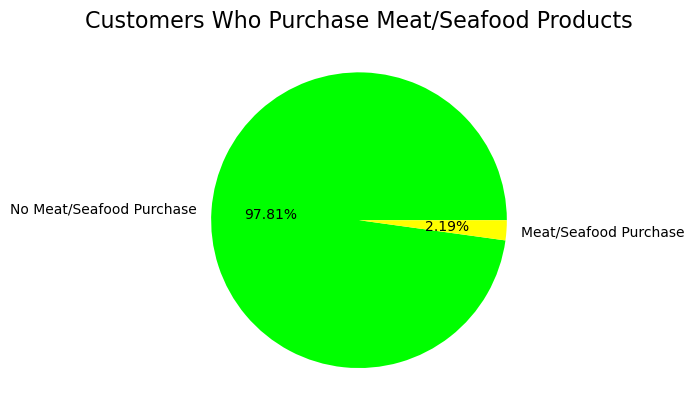 Customers Who Purchase Meat/Seafood Products
No Meat/Seafood Purchase
97.81%
2.19%
Meat/Seafood Purchase